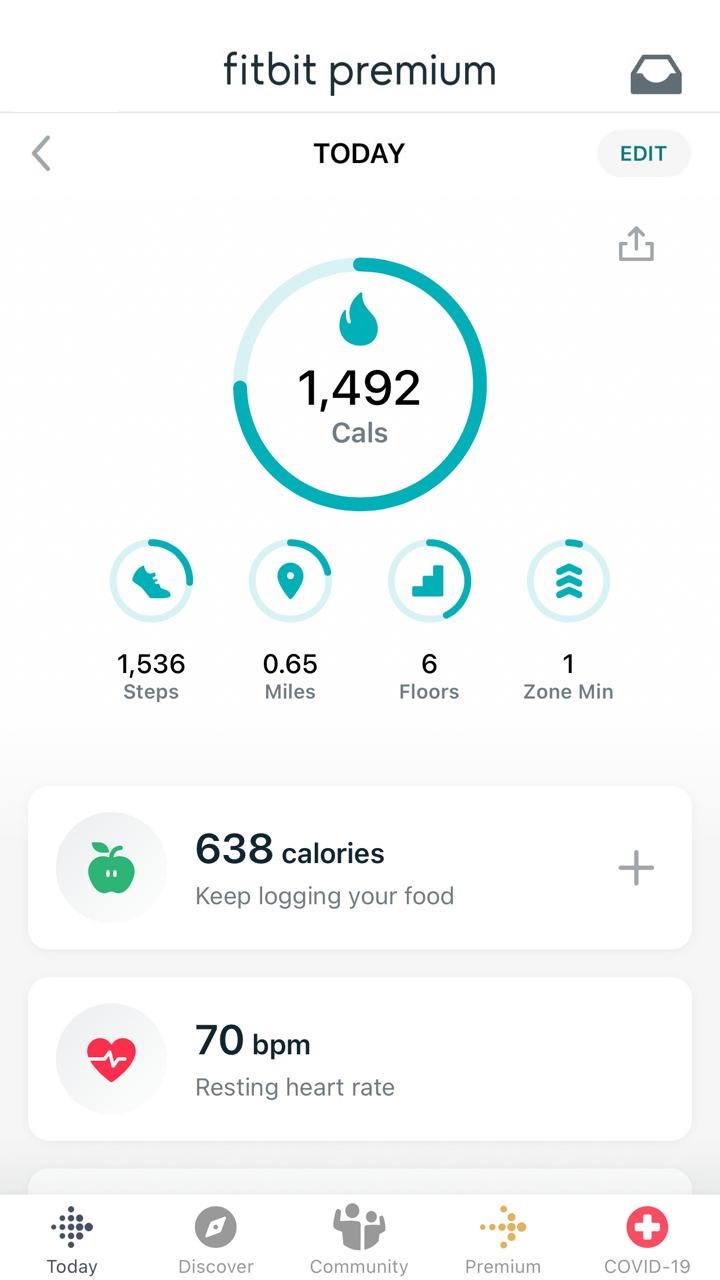 fitbit premium
TODAY
EDIT
1,492
Cals
1,536
Steps
0.65
Miles
6
Floors
1
Zone Min
638 calories
Keep logging your food
70 bpm
Resting heart rate
Today
Discover
Community
Premium
COVID-19